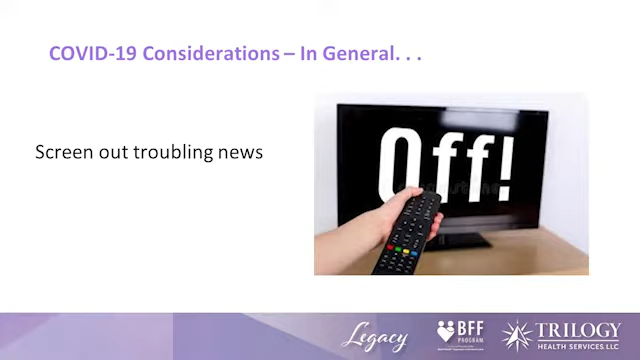 COVID-19 Considerations – In General. . .
Screen out troubling news
Off!
Legacy
BFF
PROGRAM
TRILOGY
HEALTH SERVICES, LLC